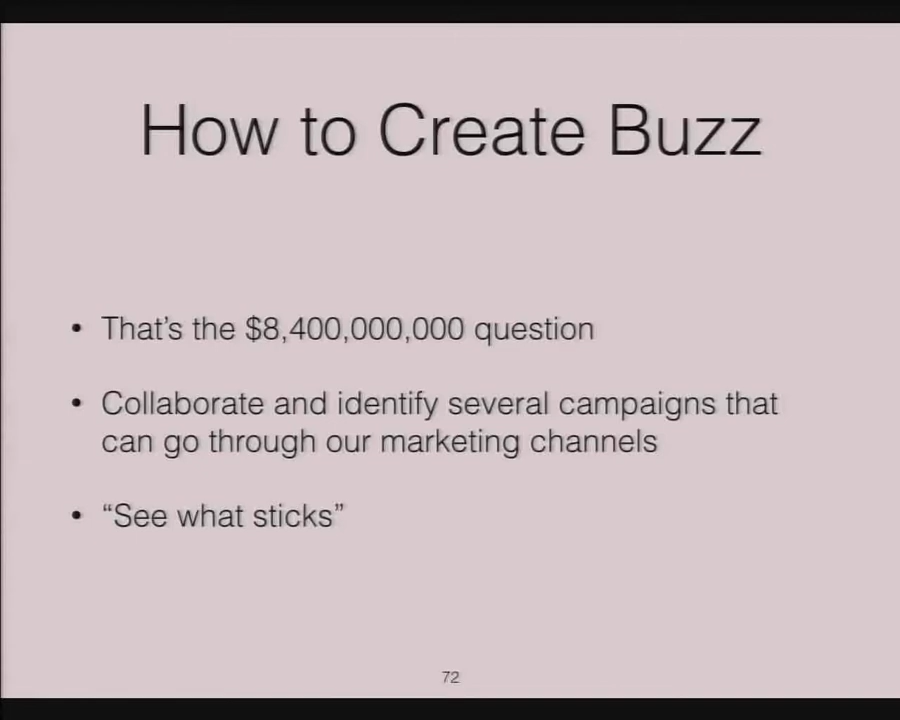 How to Create Buzz
• That’s the $8,400,000,000 question
• Collaborate and identify several campaigns that
can go through our marketing channels
• “See what sticks”
72